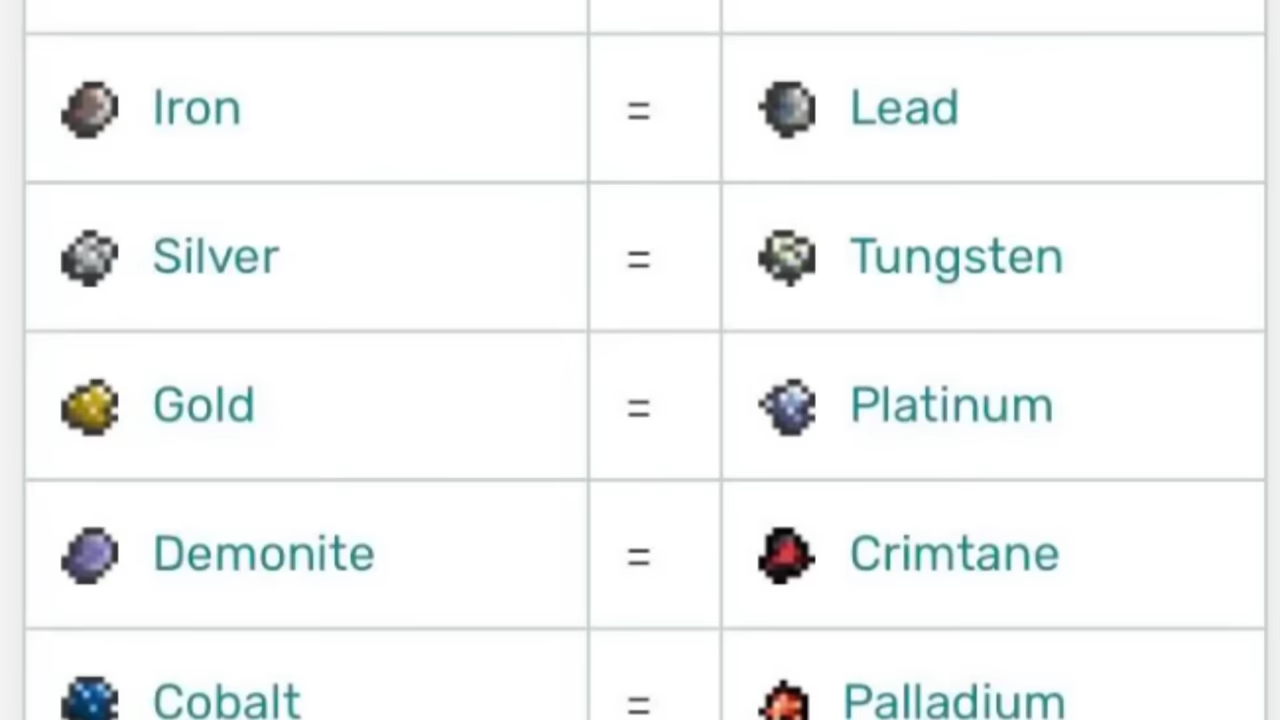 Iron = Lead
Silver = Tungsten
Gold = Platinum
Demonite = Crimtane
Cobalt = Palladium